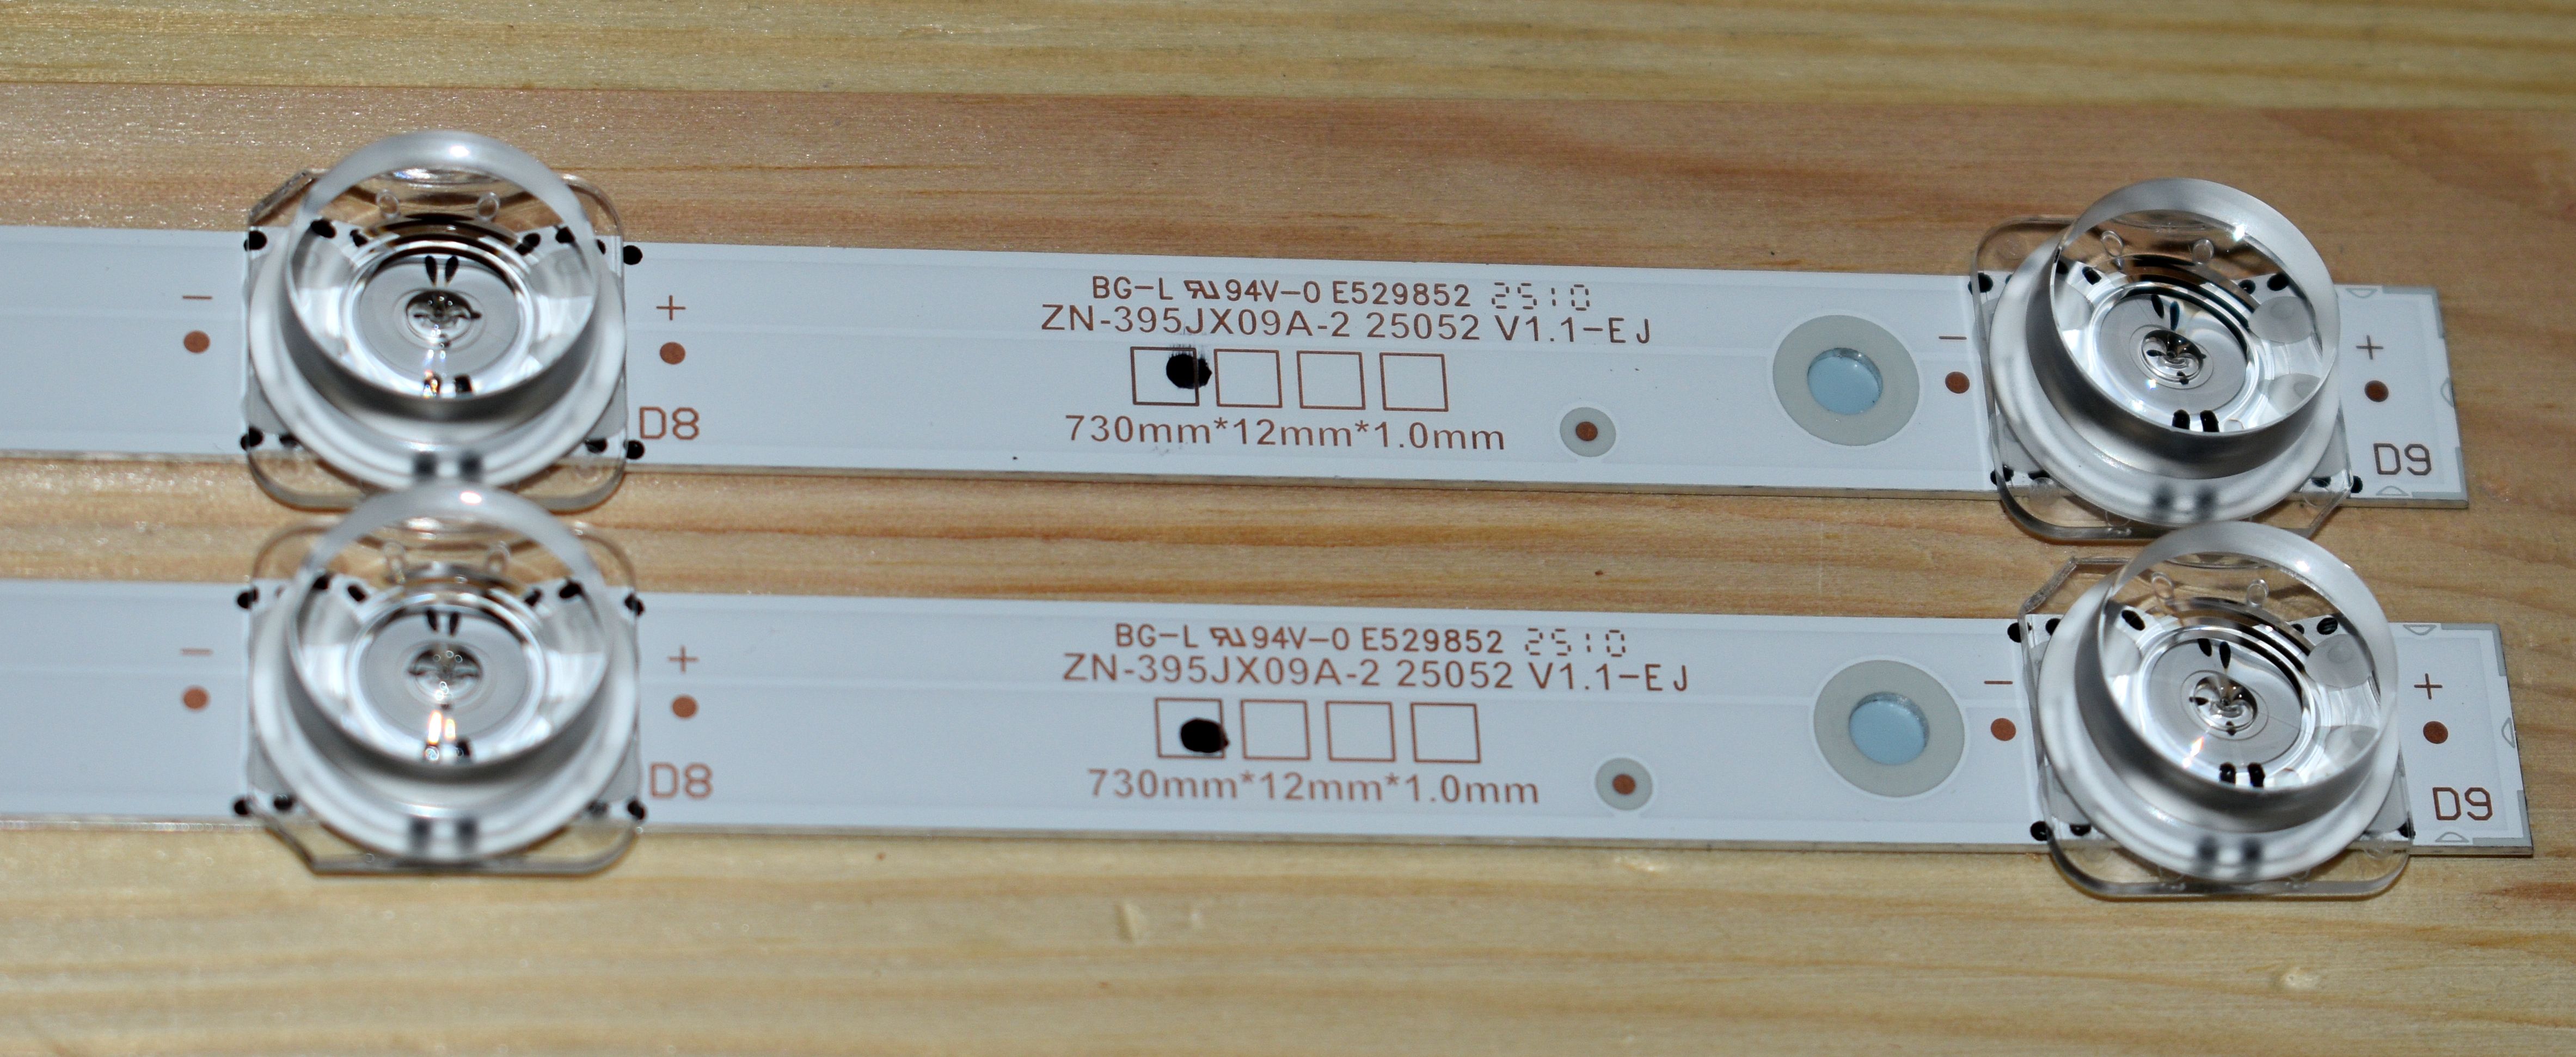 BG-L 94V-0 E529852 2510
ZN-395JX09A-2 25052 V1.1-EJ
730mm*12mm*1.0mm
- + D8
- + D9
BG-L 94V-0 E529852 2510
ZN-395JX09A-2 25052 V1.1-EJ
730mm*12mm*1.0mm
- + D8
- + D9